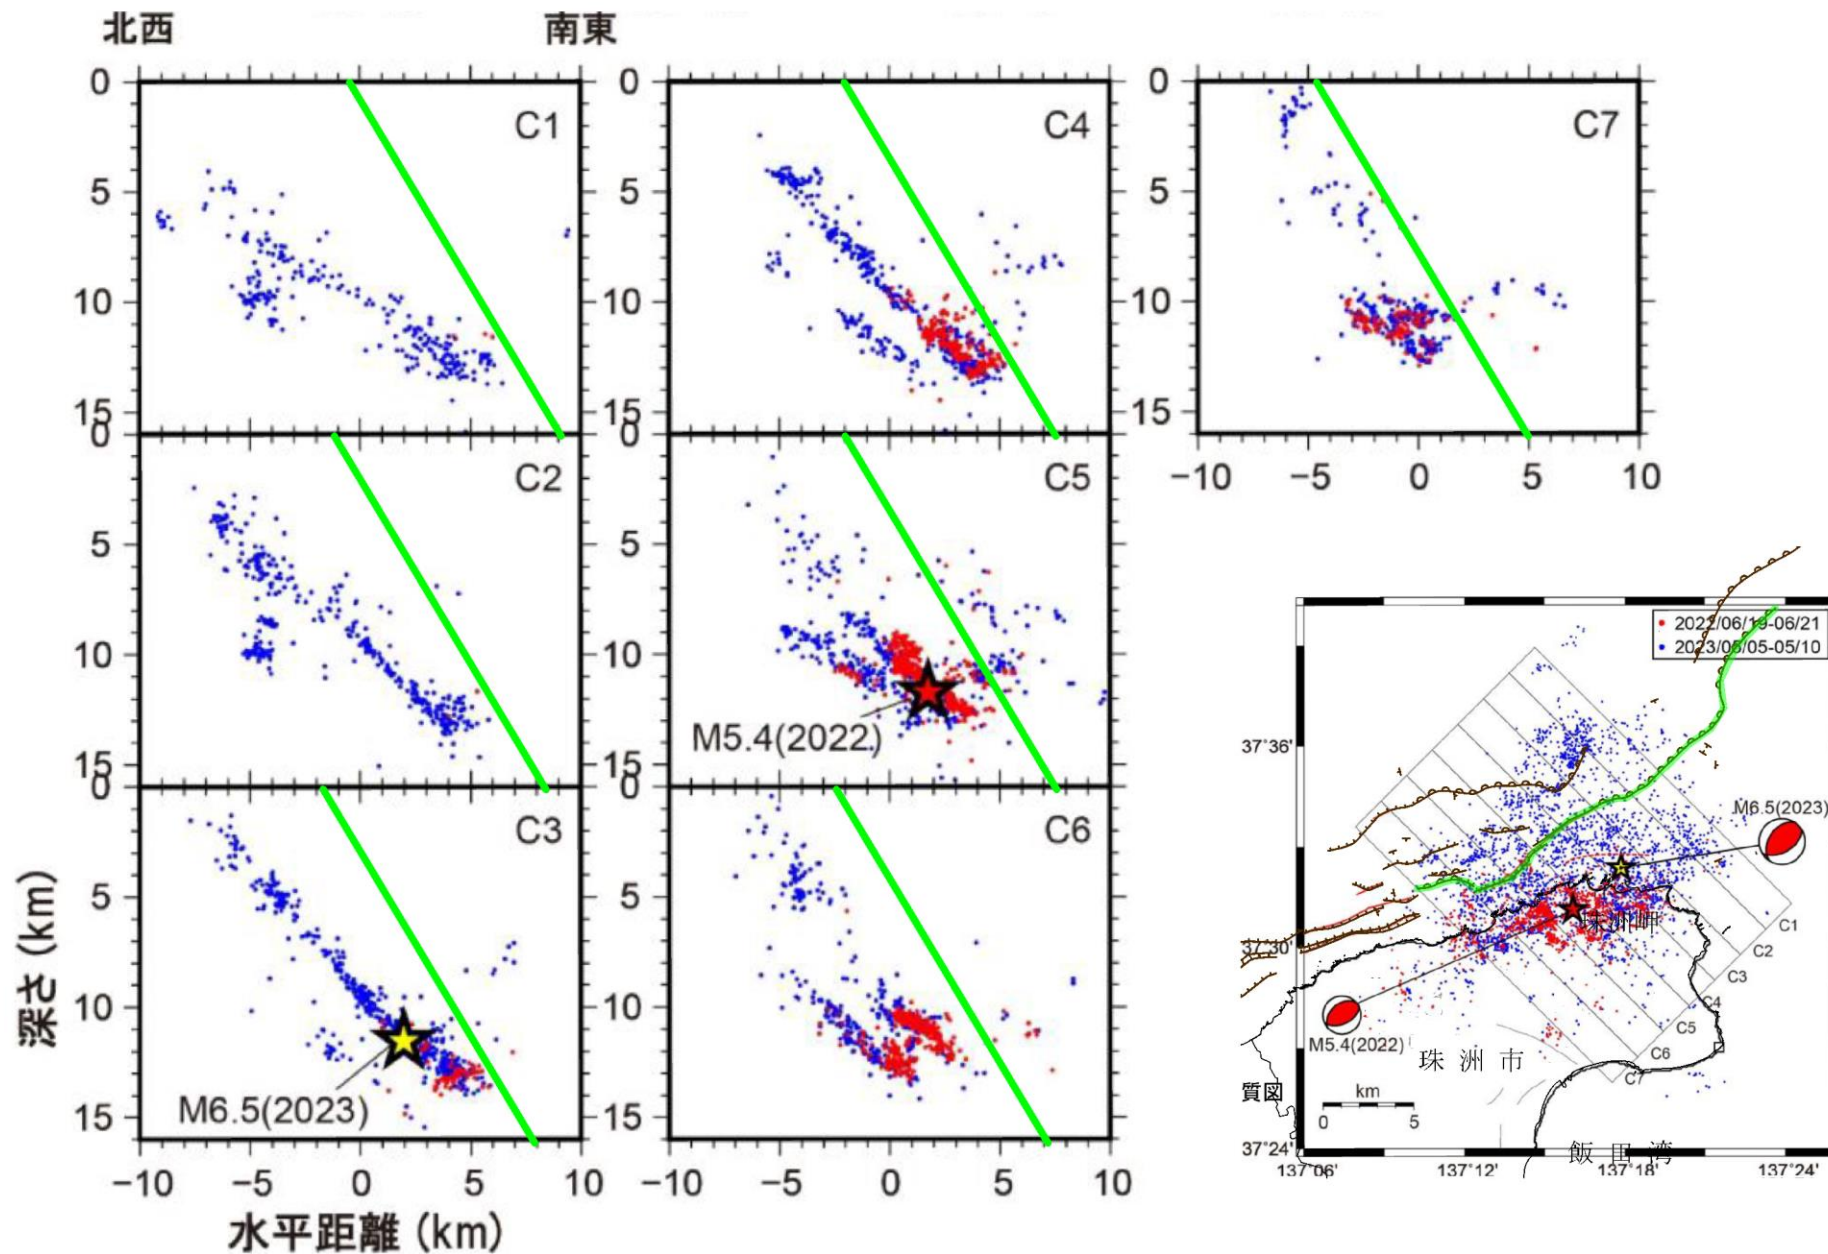 北西 南東
0 0 0
C1 C4 C7
5 5 5
10 10 10
15 15 15
0 0
−10 −5 0 5 10
C2 C5
5 5
10 10
M5.4(2022)
15 15
0 0
C3 C6
5 5
10 10
M6.5(2023)
15 15
深さ (km)
−10 −5 0 5 10 −10 −5 0 5 10
水平距離 (km)
2022/06/19-06/21
2023/05/05-05/10
37°36'
M6.5(2023)
珠洲岬
37°30'
C1
C2
C3
C4
C5
C6
C7
M5.4(2022)
珠洲市
質図
km
0 5
37°24'
飯田湾
137°06' 137°12' 137°18' 137°24'